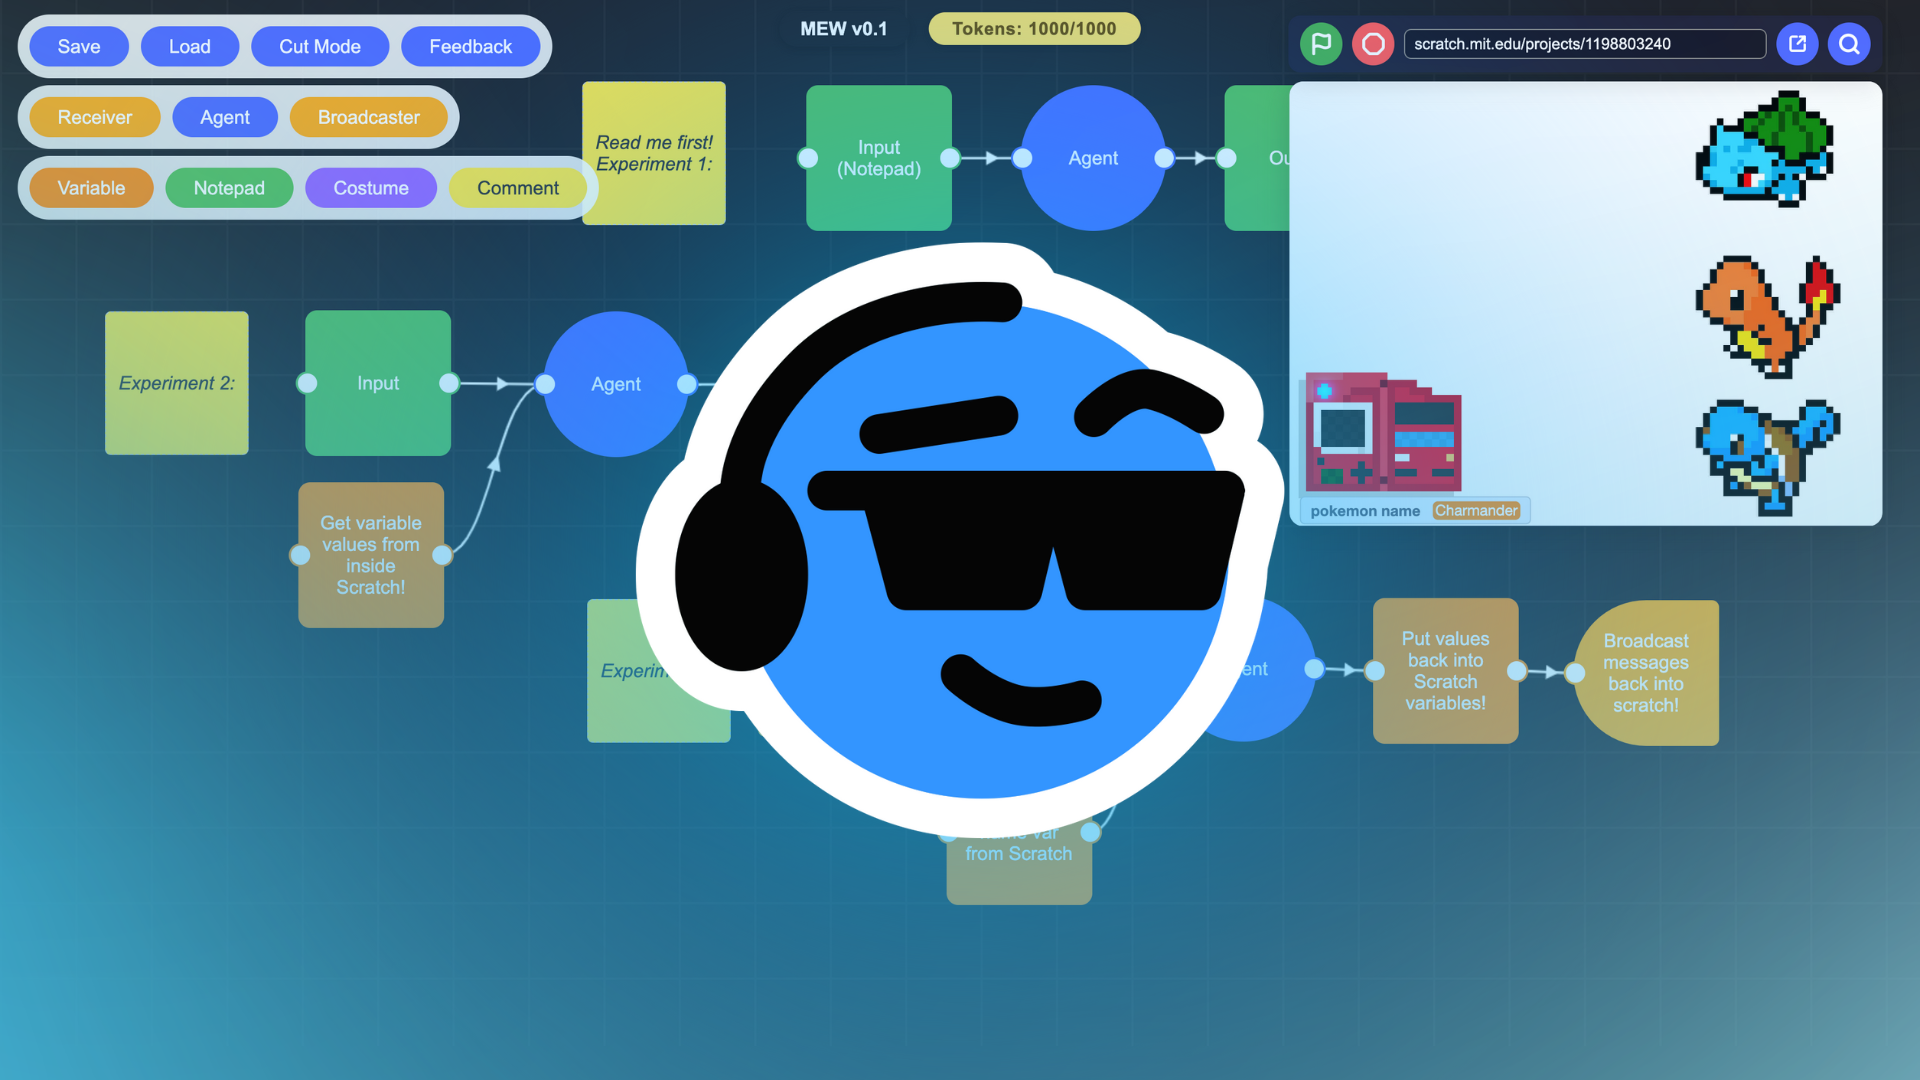 Save
Load
Cut Mode
Feedback
MEW v0.1
Tokens: 1000/1000
scratch.mit.edu/projects/1198803240
Receiver
Agent
Broadcaster
Variable
Notepad
Costume
Comment
Read me first!
Experiment 1:
Input
(Notepad)
Agent
Experiment 2:
Input
Agent
Get variable
values from
inside
Scratch!
pokemon name
Charmander
Put values
back into
Scratch
variables!
Broadcast
messages
back into
scratch!
var
from Scratch